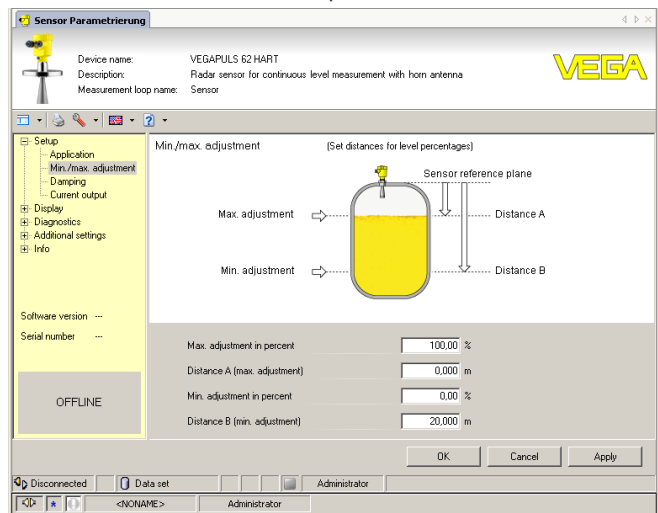 Sensor Parametrierung
Device name: VEGAPULS 62 HART
Description: Radar sensor for continuous level measurement with horn antenna
Measurement loop name: Sensor
VEGA
Setup
Application
Min./max. adjustment
Damping
Current output
Display
Diagnostics
Additional settings
Info
Software version ---
Serial number ---
OFFLINE
Min./max. adjustment (Set distances for level percentages)
Sensor reference plane
Max. adjustment Distance A
Min. adjustment Distance B
Max. adjustment in percent 100,00 %
Distance A (max. adjustment) 0,000 m
Min. adjustment in percent 0,00 %
Distance B (min. adjustment) 20,000 m
OK Cancel Apply
Disconnected Data set Administrator
<NONAME> Administrator